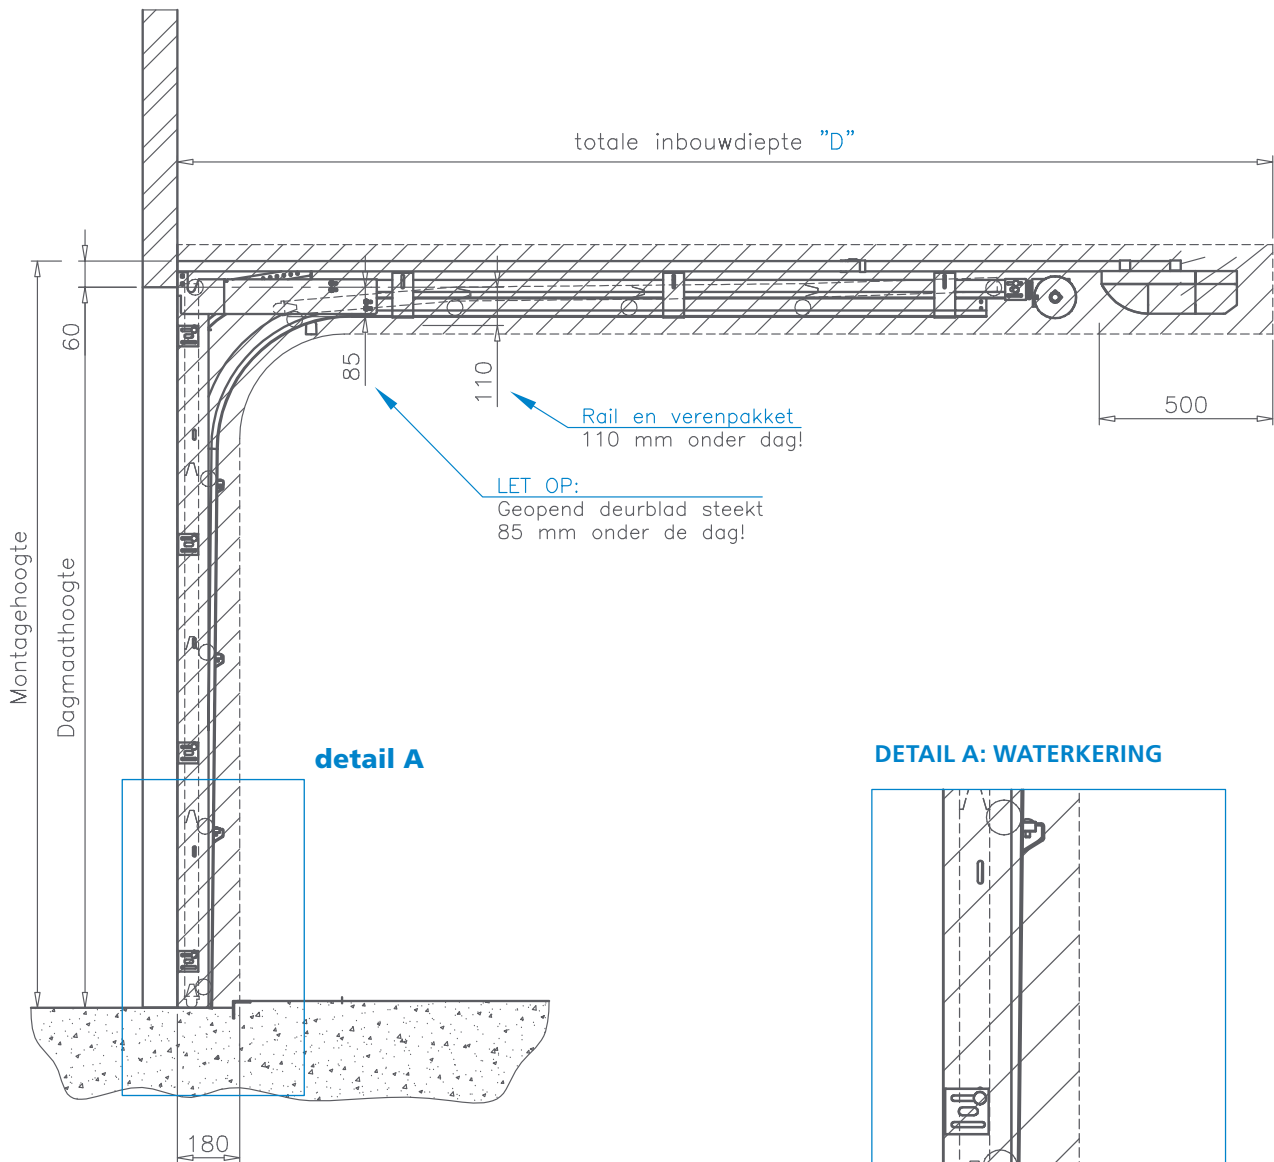 totale inbouwdiepte "D"
60
85
110
500
Rail en verenpakket
110 mm onder dag!
LET OP:
Geopend deurblad steekt
85 mm onder de dag!
Montagehoogte
Dagmaathoogte
detail A
DETAIL A: WATERKERING
180